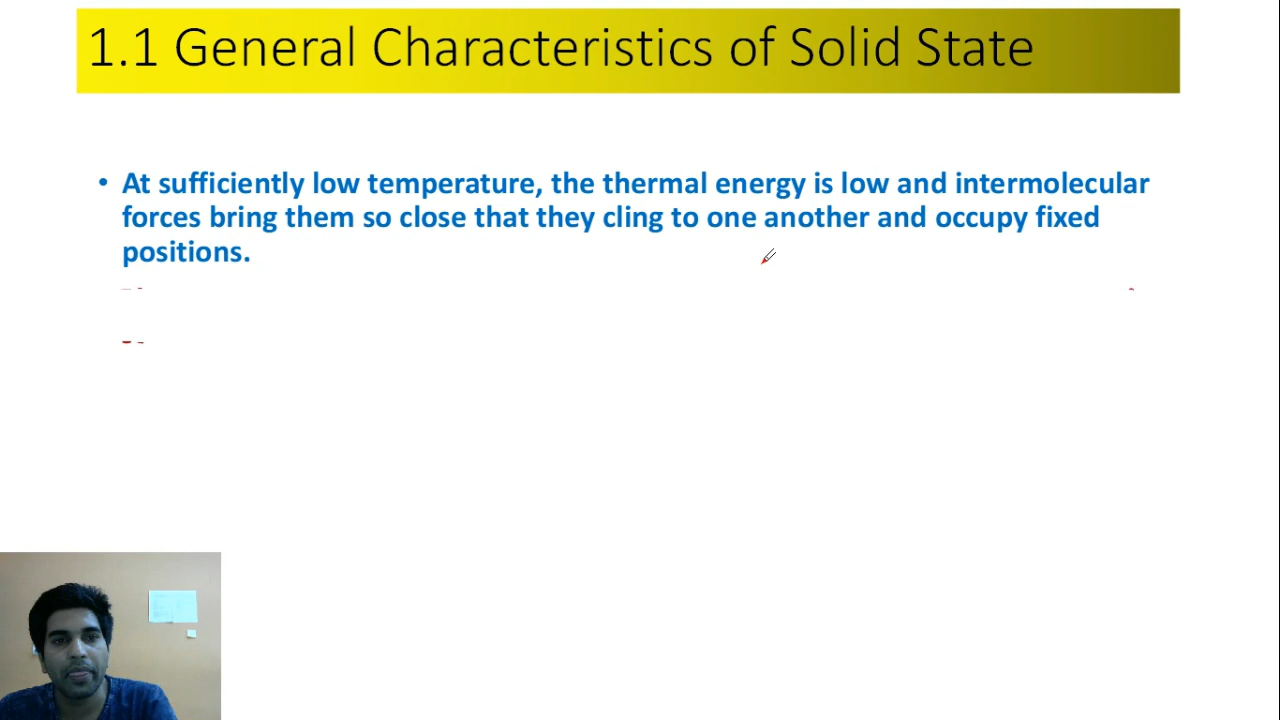 1.1 General Characteristics of Solid State
• At sufficiently low temperature, the thermal energy is low and intermolecular
forces bring them so close that they cling to one another and occupy fixed
positions.